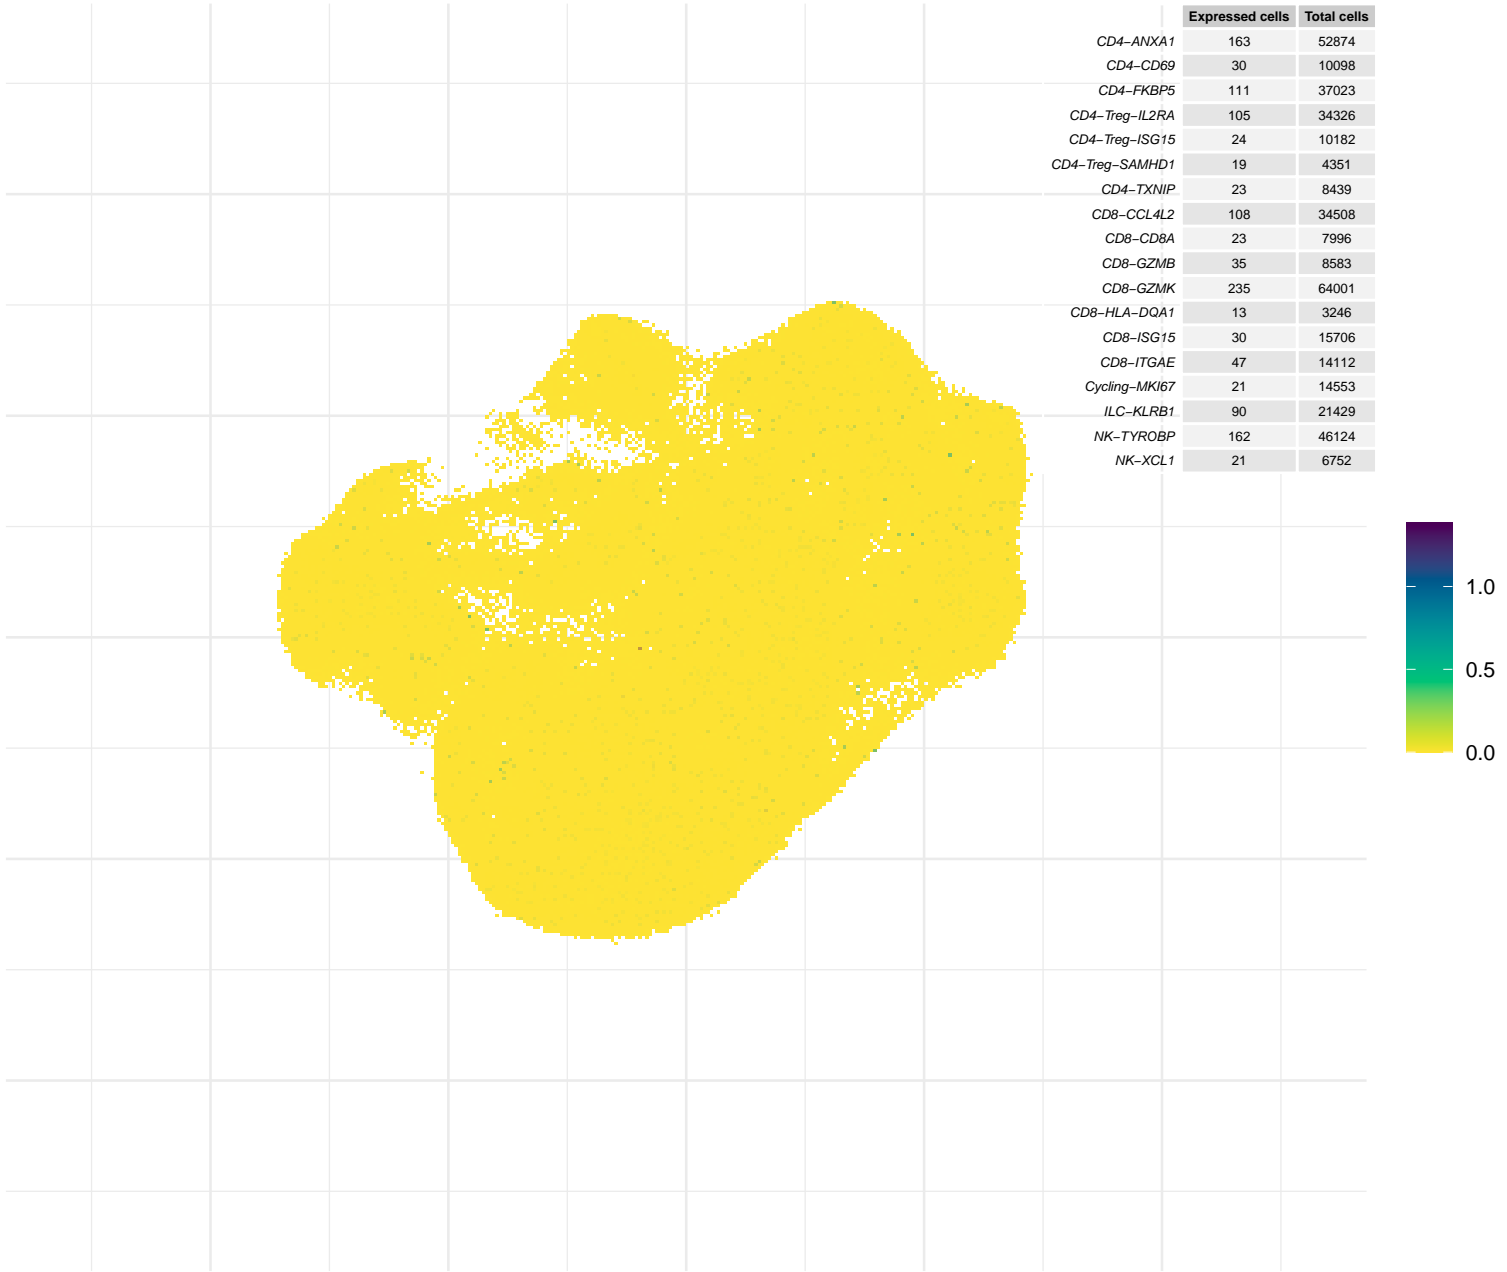 Expressed cells Total cells
CD4−ANXA1 163 52874
CD4−CD69 30 10098
CD4−FKBP5 111 37023
CD4−Treg−IL2RA 105 34326
CD4−Treg−ISG15 24 10182
CD4−Treg−SAMHD1 19 4351
CD4−TXNIP 23 8439
CD8−CCL4L2 108 34508
CD8−CD8A 23 7996
CD8−GZMB 35 8583
CD8−GZMK 235 64001
CD8−HLA−DQA1 13 3246
CD8−ISG15 30 15706
CD8−ITGAE 47 14112
Cycling−MKI67 21 14553
ILC−KLRB1 90 21429
NK−TYROBP 162 46124
NK−XCL1 21 6752
1.0
0.5
0.0